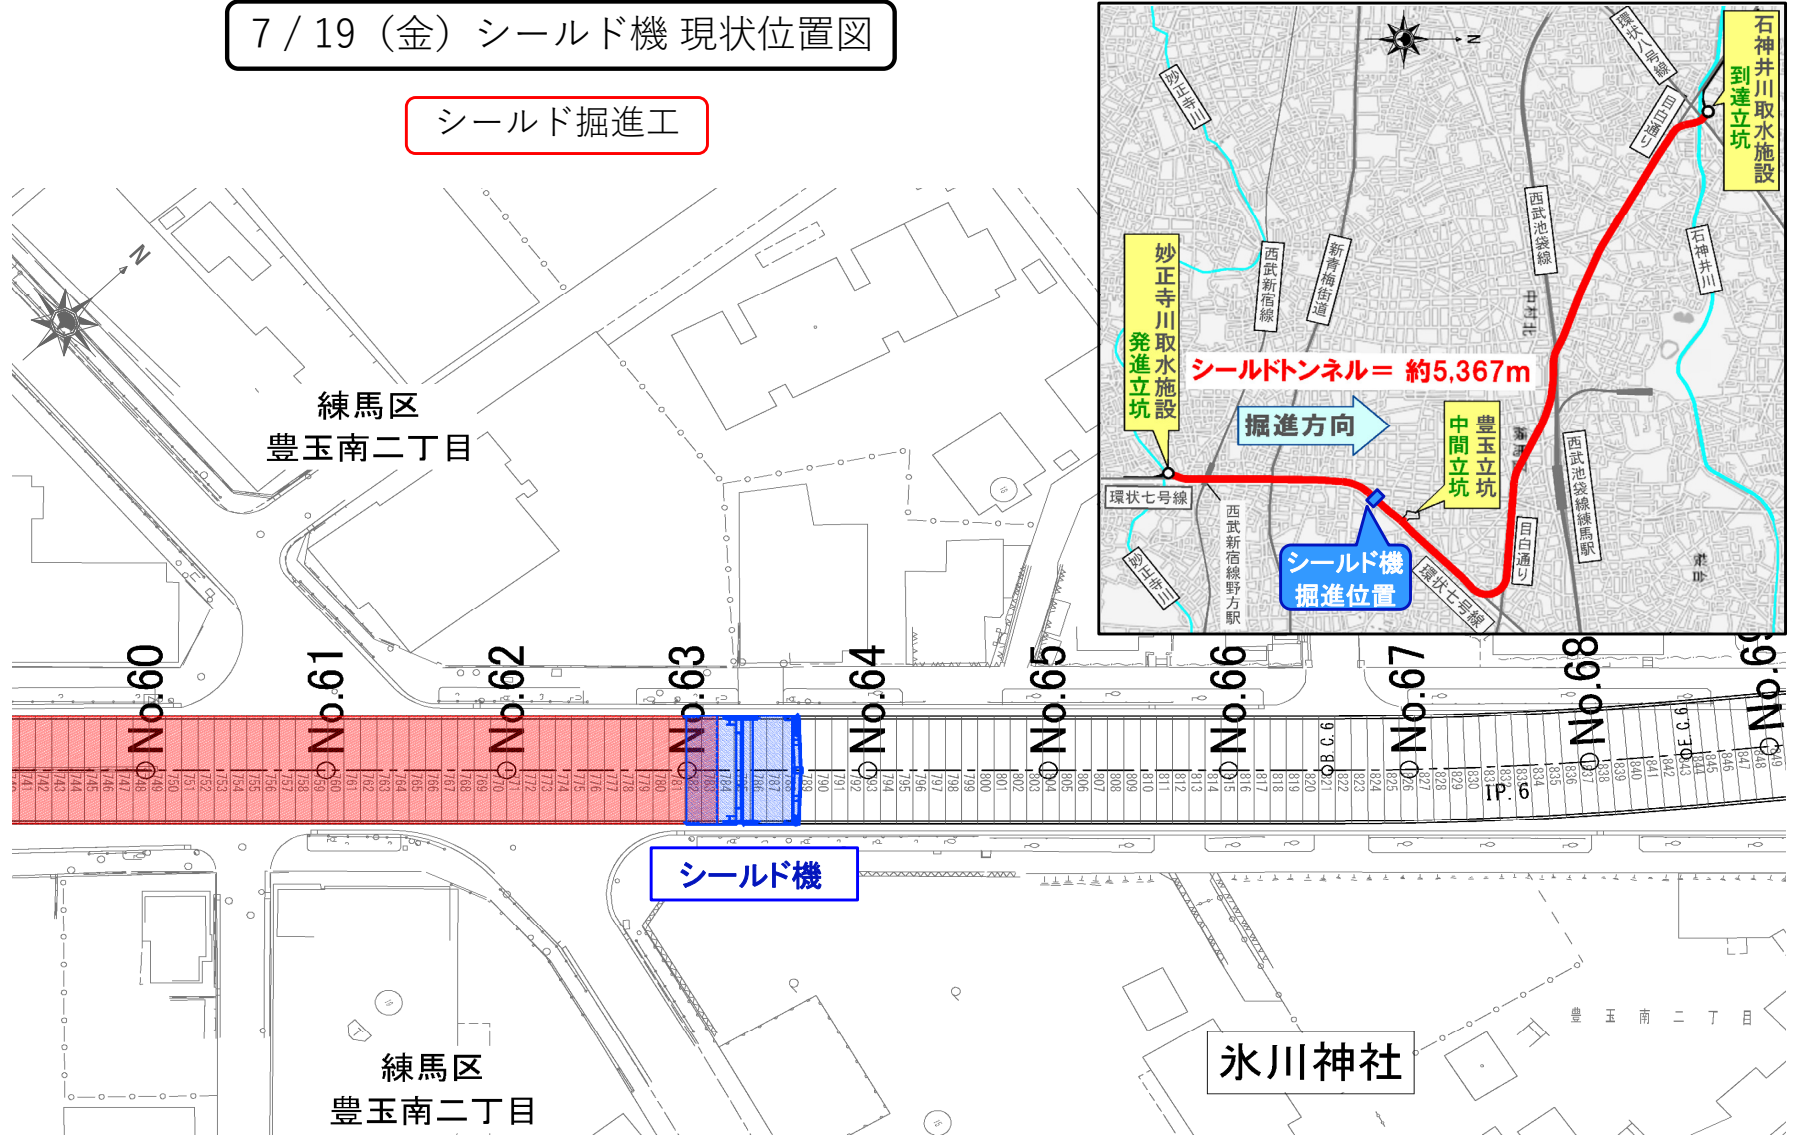 7 / 19（金）シールド機 現状位置図
シールド掘進工
練馬区
豊玉南二丁目
N
No.60
No.61
No.62
No.63
No.64
No.65
No.66
No.67
No.68
No.69
B.C.6
E.C.6
IP.6
シールド機
練馬区
豊玉南二丁目
氷川神社
豊玉南二丁目
N
環状八号線
目白通り
石神井川取水施設
到達立坑
妙正寺川
西武新宿線
新青梅街道
西武池袋線
石神井川
中村北
妙正寺川取水施設
発進立坑
シールドトンネル＝ 約5,367m
掘進方向
豊玉立坑
中間立坑
環状七号線
西武新宿線野方駅
シールド機
掘進位置
環状七号線
目白通り
西武池袋線練馬駅
妙正寺川
桜台